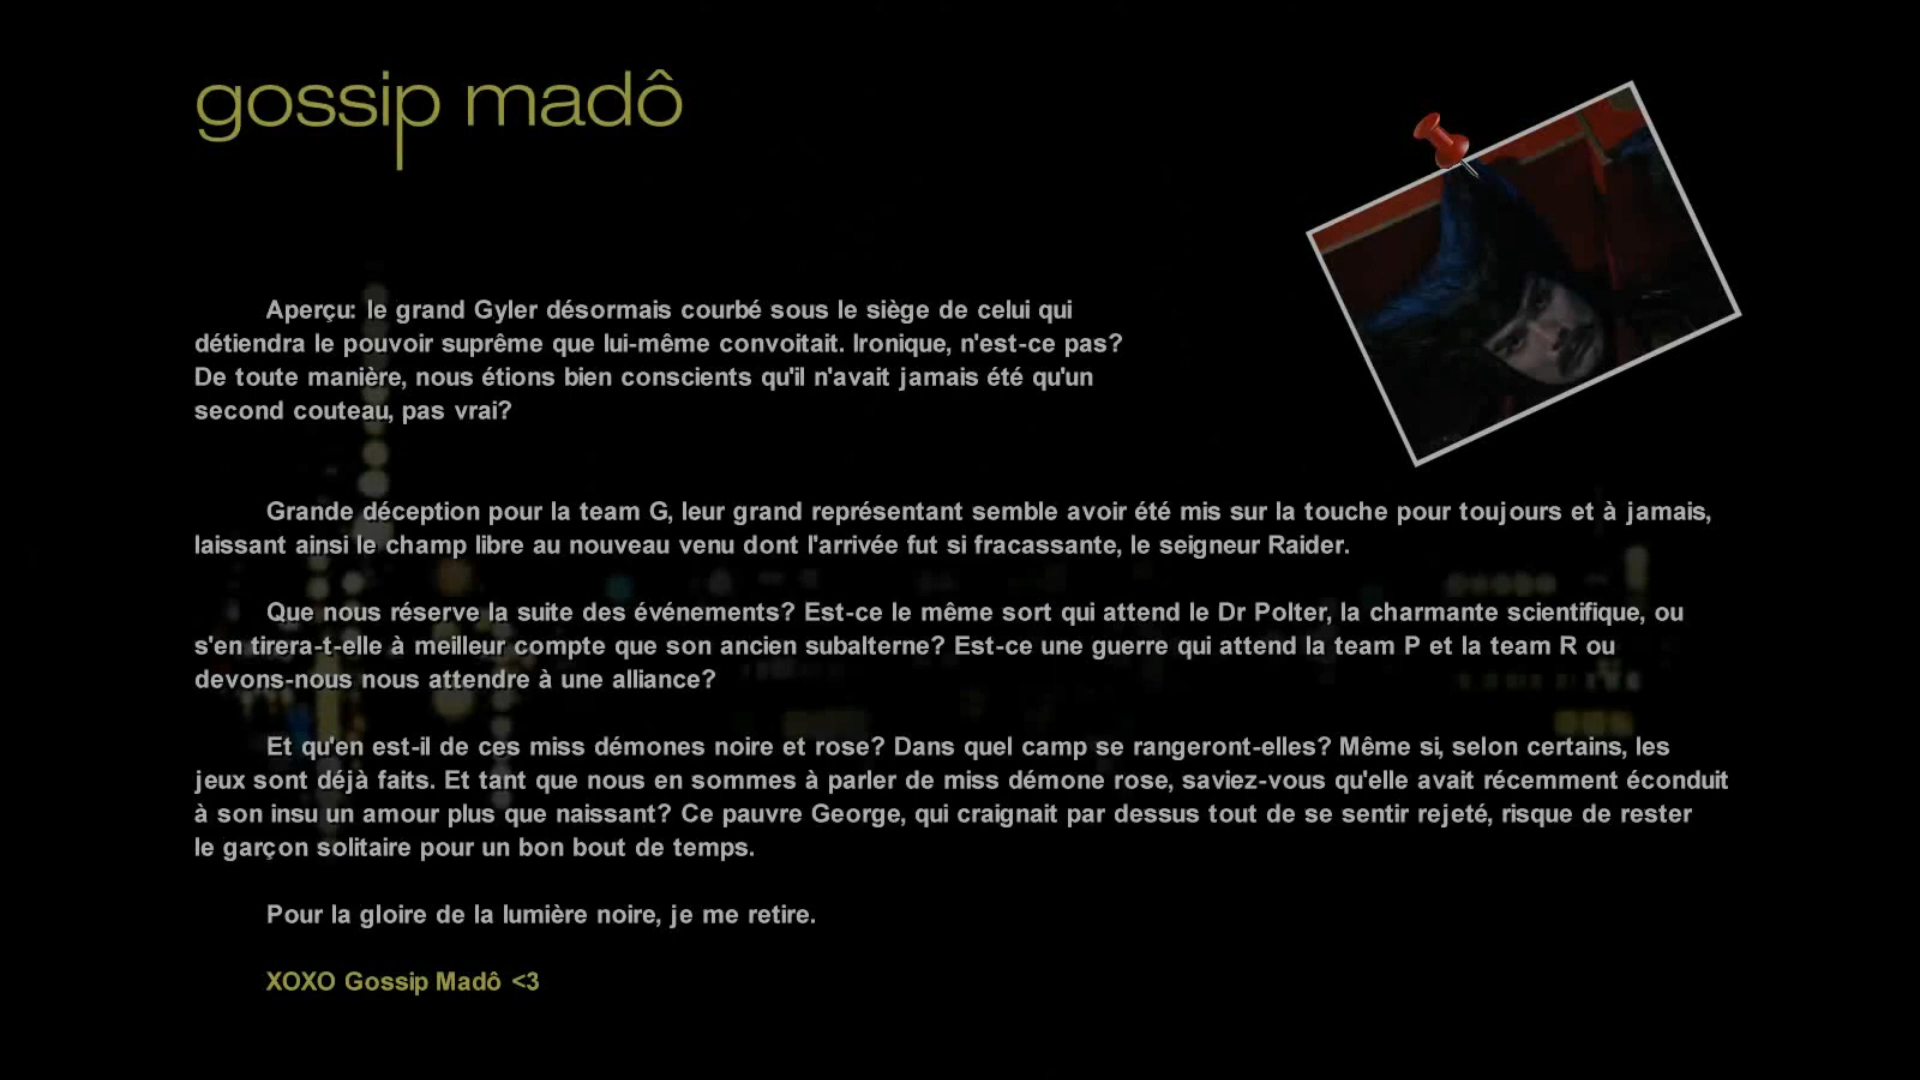 gossip madô
Aperçu: le grand Gyler désormais courbé sous le siège de celui qui
détiendra le pouvoir suprême que lui-même convoitait. Ironique, n'est-ce pas?
De toute manière, nous étions bien conscients qu'il n'avait jamais été qu'un
second couteau, pas vrai?
Grande déception pour la team G, leur grand représentant semble avoir été mis sur la touche pour toujours et à jamais,
laissant ainsi le champ libre au nouveau venu dont l'arrivée fut si fracassante, le seigneur Raider.
Que nous réserve la suite des événements? Est-ce le même sort qui attend le Dr Polter, la charmante scientifique, ou
s'en tirera-t-elle à meilleur compte que son ancien subalterne? Est-ce une guerre qui attend la team P et la team R ou
devons-nous nous attendre à une alliance?
Et qu'en est-il de ces miss démones noire et rose? Dans quel camp se rangeront-elles? Même si, selon certains, les
jeux sont déjà faits. Et tant que nous en sommes à parler de miss démone rose, saviez-vous qu'elle avait récemment éconduit
à son insu un amour plus que naissant? Ce pauvre George, qui craignait par dessus tout de se sentir rejeté, risque de rester
le garçon solitaire pour un bon bout de temps.
Pour la gloire de la lumière noire, je me retire.
XOXO Gossip Madô <3